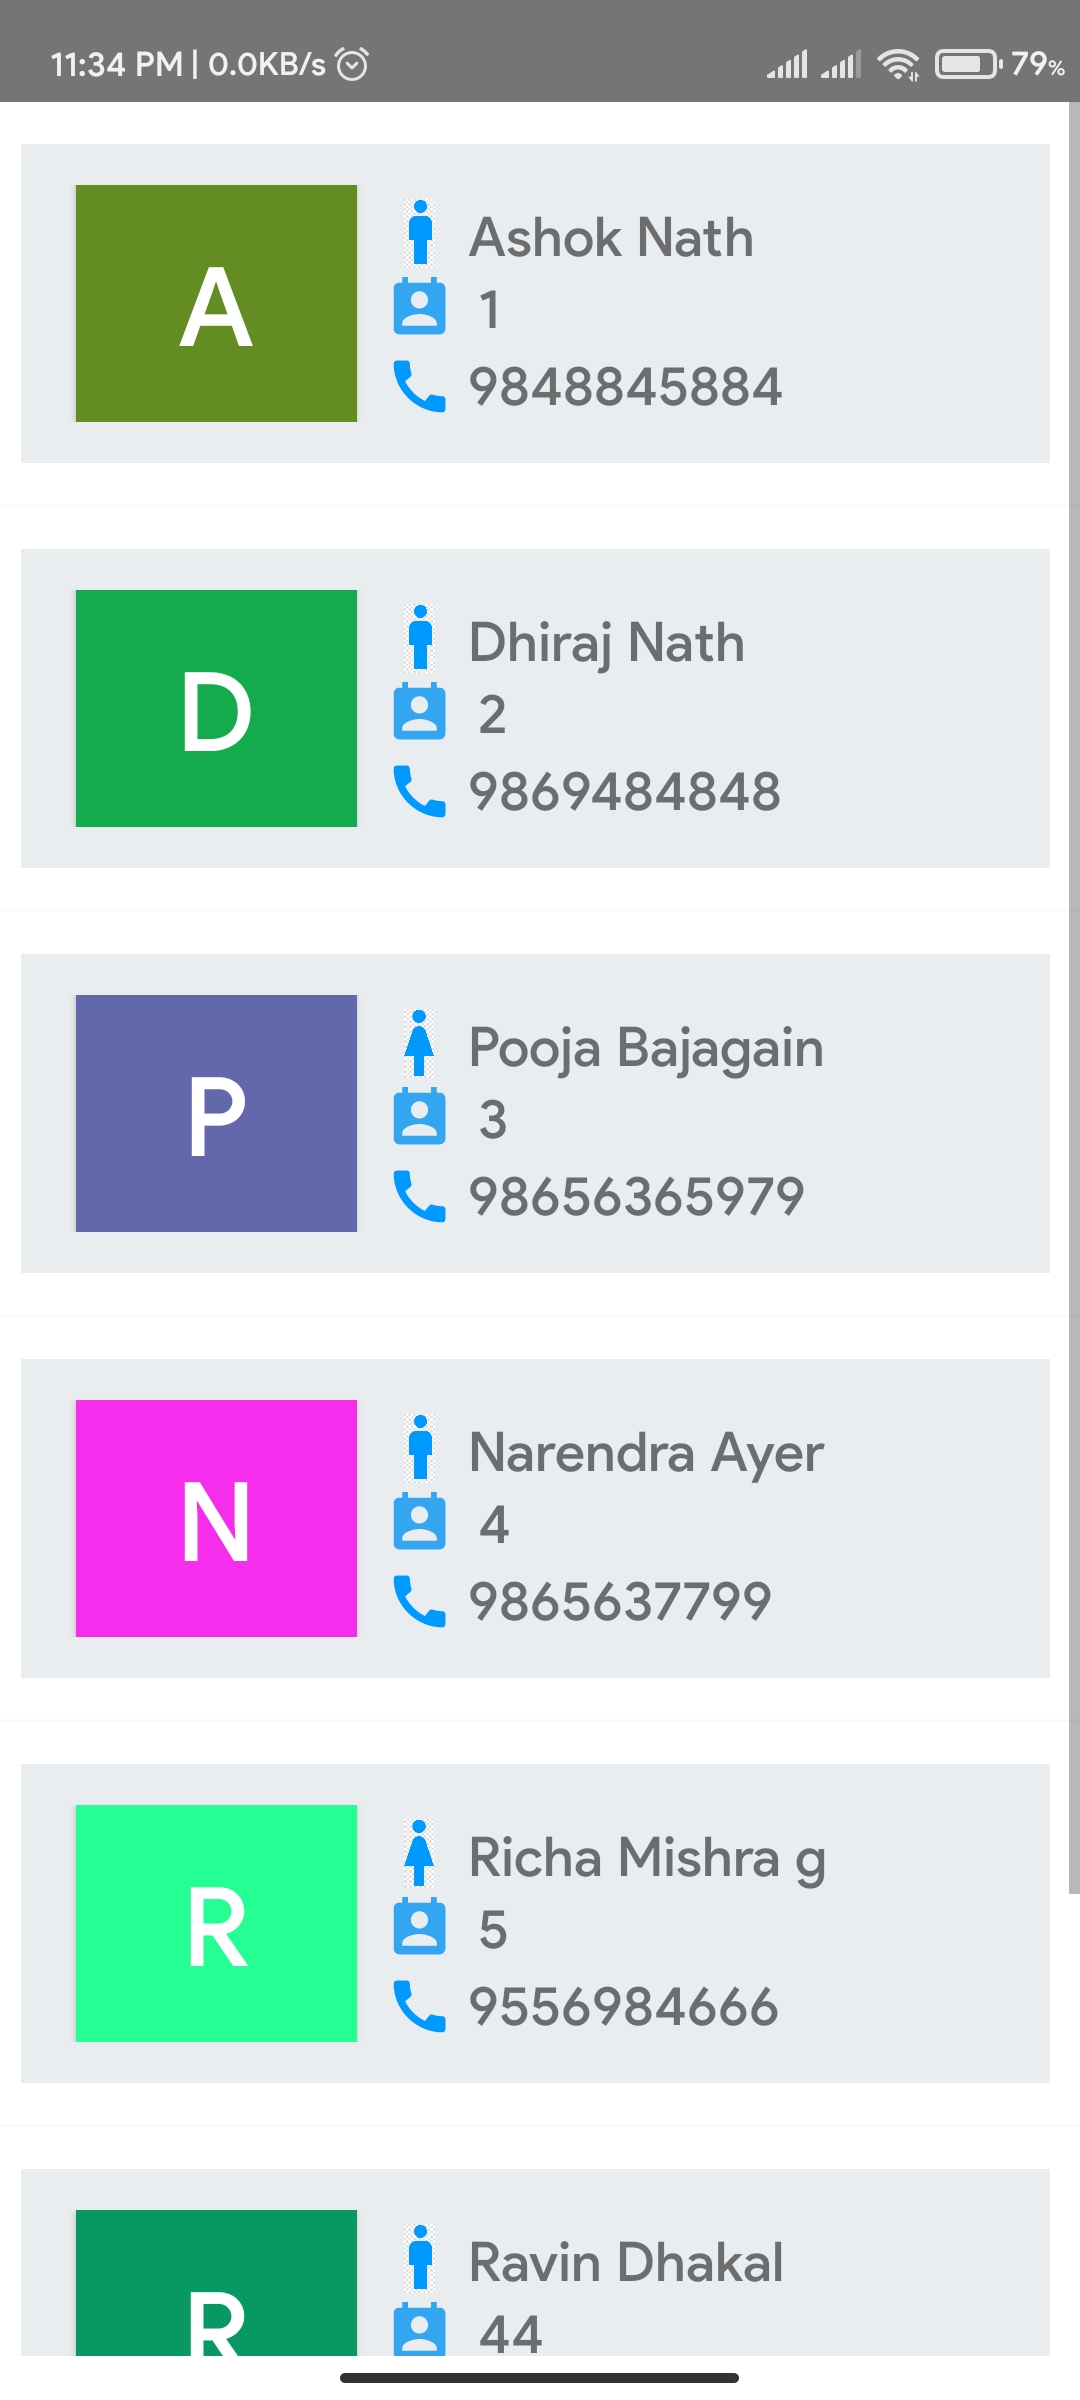 11:34 PM | 0.0KB/s 79%
A
Ashok Nath
1
9848845884
D
Dhiraj Nath
2
9869484848
P
Pooja Bajagain
3
98656365979
N
Narendra Ayer
4
9865637799
R
Richa Mishra g
5
9556984666
R
Ravin Dhakal
44